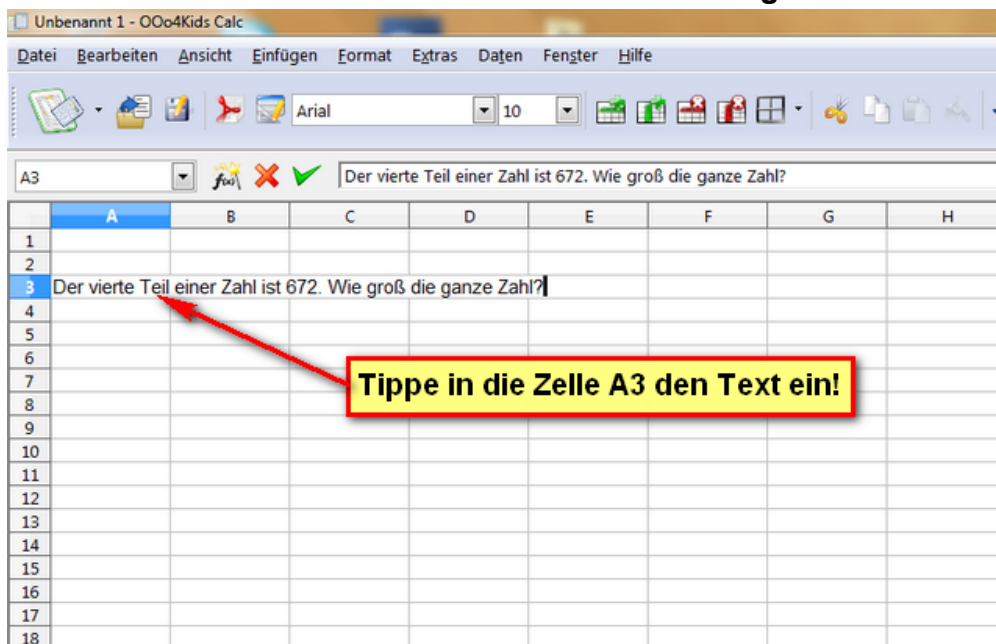 Unbenannt 1 - OOo4Kids Calc
Datei Bearbeiten Ansicht Einfügen Format Extras Daten Fenster Hilfe
Arial 10
A3 f(x) Der vierte Teil einer Zahl ist 672. Wie groß die ganze Zahl?
A B C D E F G H
1
2
3 Der vierte Teil einer Zahl ist 672. Wie groß die ganze Zahl?
4
5
6
7
Tippe in die Zelle A3 den Text ein!
8
9
10
11
12
13
14
15
16
17
18